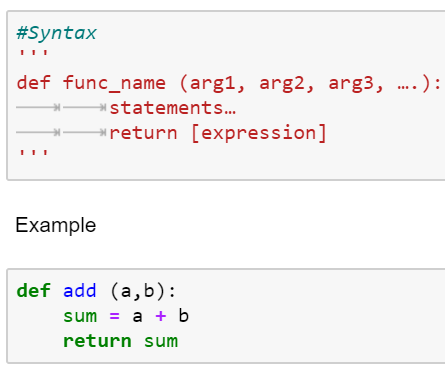 #Syntax
'''
def func_name (arg1, arg2, arg3, ….):
statements…
return [expression]
'''
Example
def add (a,b):
sum = a + b
return sum